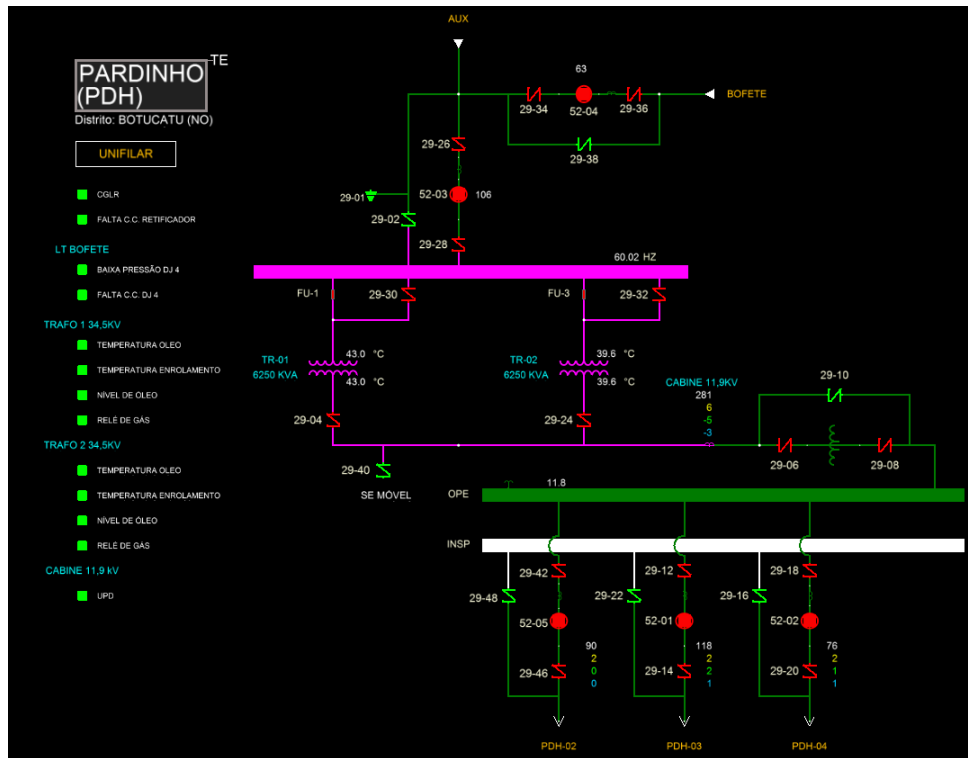 AUX
TE
PARDINHO
(PDH)
Distrito: BOTUCATU (NO)
UNIFILAR
63
29-34
52-04
29-36
BOFETE
29-38
29-26
CGLR
29-01
52-03
106
FALTA C.C. RETIFICADOR
29-02
29-28
LT BOFETE
60.02 HZ
BAIXA PRESSÃO DJ 4
FALTA C.C. DJ 4
FU-1
29-30
FU-3
29-32
TRAFO 1 34,5KV
TEMPERATURA OLEO
TR-01
43.0 °C
TR-02
39.6 °C
6250 KVA
43.0 °C
6250 KVA
39.6 °C
TEMPERATURA ENROLAMENTO
CABINE 11,9KV
281
6
-5
-3
29-10
NÍVEL DE ÓLEO
RELÉ DE GÁS
29-04
29-24
TRAFO 2 34,5KV
29-06
29-08
TEMPERATURA OLEO
29-40
SE MÓVEL
TEMPERATURA ENROLAMENTO
OPE
11.8
NÍVEL DE ÓLEO
RELÉ DE GÁS
INSP
CABINE 11,9 kV
29-42
29-12
29-18
UPD
29-48
29-22
29-16
52-05
52-01
52-02
90
2
0
0
118
2
2
1
76
2
1
1
29-46
29-14
29-20
PDH-02
PDH-03
PDH-04